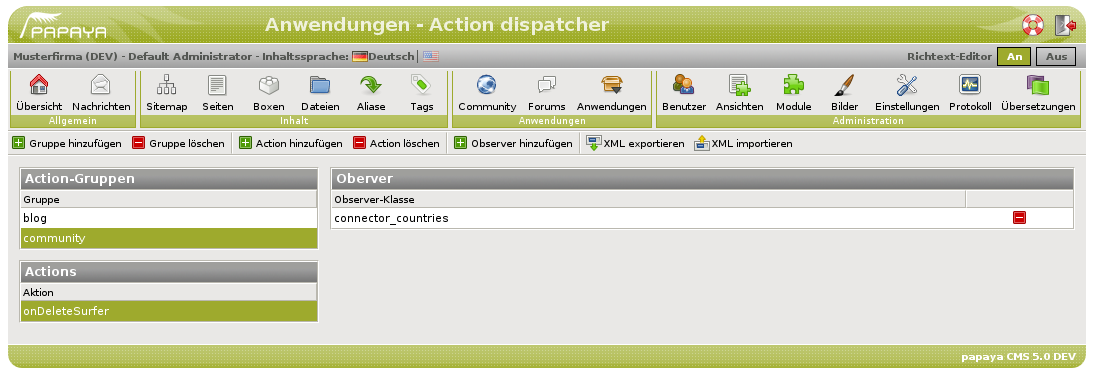 PAPAYA
Anwendungen - Action dispatcher
Musterfirma (DEV) - Default Administrator - Inhaltssprache: Deutsch|
Richtext-Editor An Aus
Übersicht Nachrichten Sitemap Seiten Boxen Dateien Aliase Tags Community Forums Anwendungen Benutzer Ansichten Module Bilder Einstellungen Protokoll Übersetzungen
Allgemein Inhalt Anwendungen Administration
Gruppe hinzufügen Gruppe löschen Action hinzufügen Action löschen Observer hinzufügen XML exportieren XML importieren
Action-Gruppen
Gruppe
blog
community
Actions
Aktion
onDeleteSurfer
Oberver
Observer-Klasse
connector_countries
papaya CMS 5.0 DEV